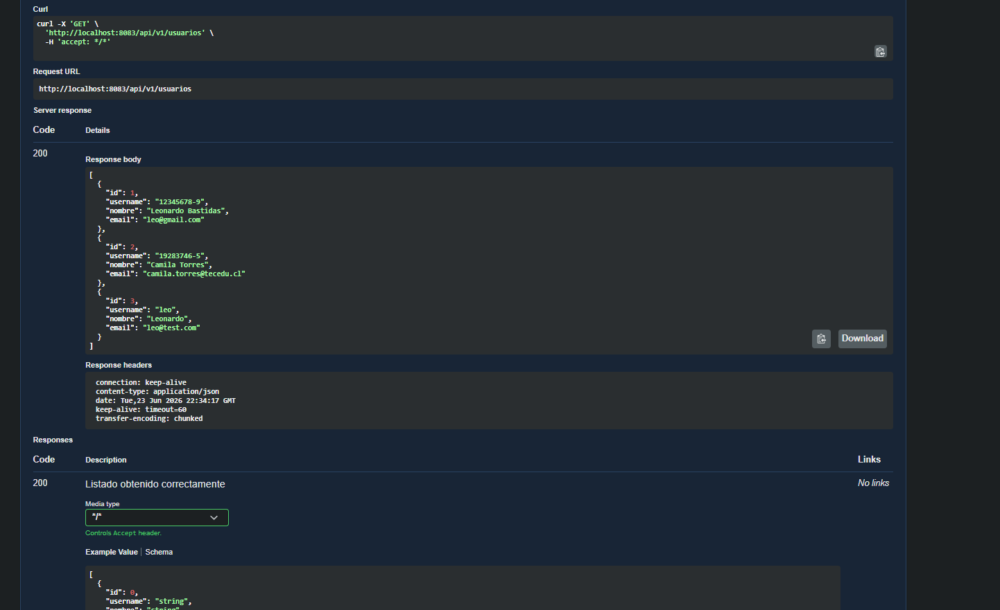 Curl
curl -X 'GET' \
  'http://localhost:8083/api/v1/usuarios' \
  -H 'accept: */*'
Request URL
http://localhost:8083/api/v1/usuarios
Server response
Code Details
200
Response body
[
  {
    "id": 1,
    "username": "12345678-9",
    "nombre": "Leonardo Bastidas",
    "email": "leo@gmail.com"
  },
  {
    "id": 2,
    "username": "19283746-5",
    "nombre": "Camila Torres",
    "email": "camila.torres@tecedu.cl"
  },
  {
    "id": 3,
    "username": "leo",
    "nombre": "Leonardo",
    "email": "leo@test.com"
  }
]
Download
Response headers
connection: keep-alive
content-type: application/json
date: Tue,23 Jun 2026 22:34:17 GMT
keep-alive: timeout=60
transfer-encoding: chunked
Responses
Code Description Links
200 Listado obtenido correctamente No links
Media type
*/*
Controls Accept header.
Example Value | Schema
[
  {
    "id": 0,
    "username": "string",
    "nombre": "string"